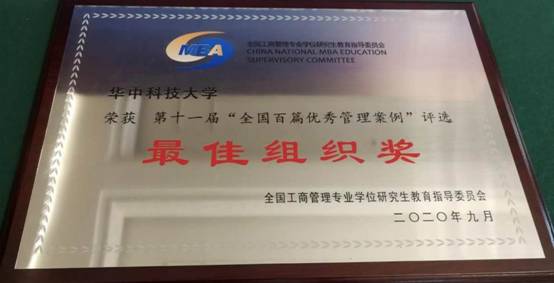 MBA
全国工商管理专业学位研究生教育指导委员会
CHINA NATIONAL MBA EDUCATION
SUPERVISORY COMMITTEE
华中科技大学
荣获 第十一届“全国百篇优秀管理案例”评选
最佳组织奖
全国工商管理专业学位研究生教育指导委员会
二〇二〇年九月